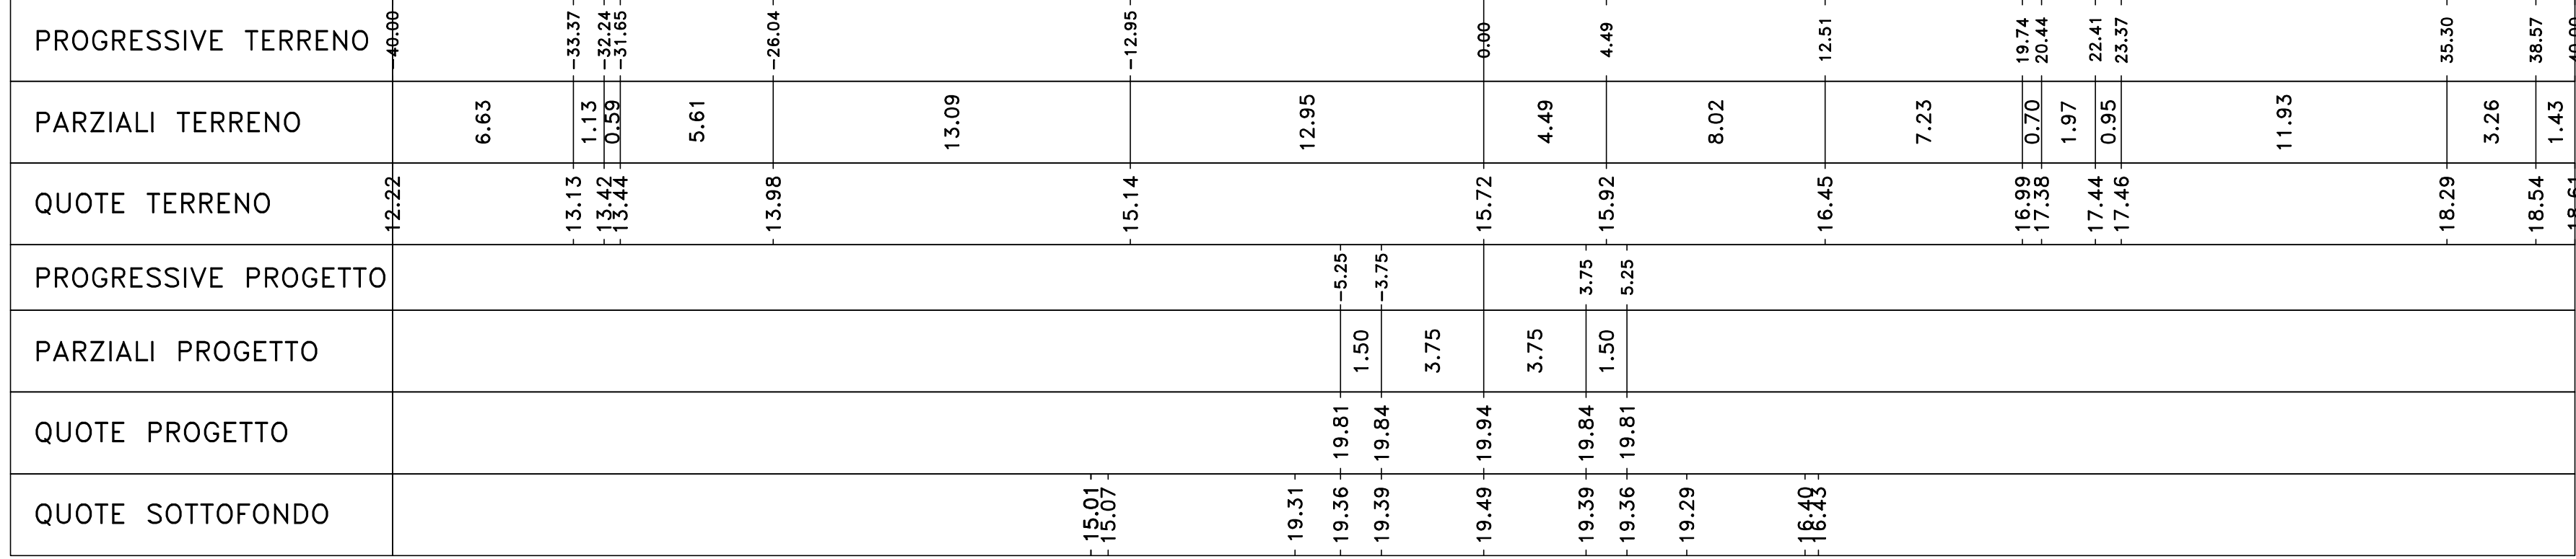 PROGRESSIVE TERRENO -40.00 -33.37 -32.24 -31.65 -26.04 -12.95 0.00 4.49 12.51 19.74 20.44 22.41 23.37 35.30 38.57
PARZIALI TERRENO 6.63 1.13 0.59 5.61 13.09 12.95 4.49 8.02 7.23 0.70 1.97 0.95 11.93 3.26 1.43
QUOTE TERRENO 12.22 13.13 13.42 13.44 13.98 15.14 15.72 15.92 16.45 16.99 17.38 17.44 17.46 18.29 18.54
PROGRESSIVE PROGETTO -5.25 -3.75 3.75 5.25
PARZIALI PROGETTO 1.50 3.75 3.75 1.50
QUOTE PROGETTO 19.81 19.84 19.94 19.84 19.81
QUOTE SOTTOFONDO 15.01 15.07 19.31 19.36 19.39 19.49 19.39 19.36 19.29 16.40 16.43